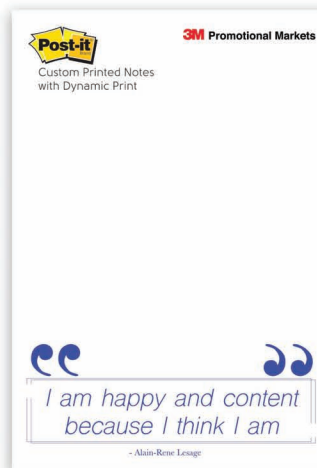 Post-it
3M Promotional Markets
Custom Printed Notes
with Dynamic Print
I am happy and content
because I think I am
- Alain-Rene Lesage